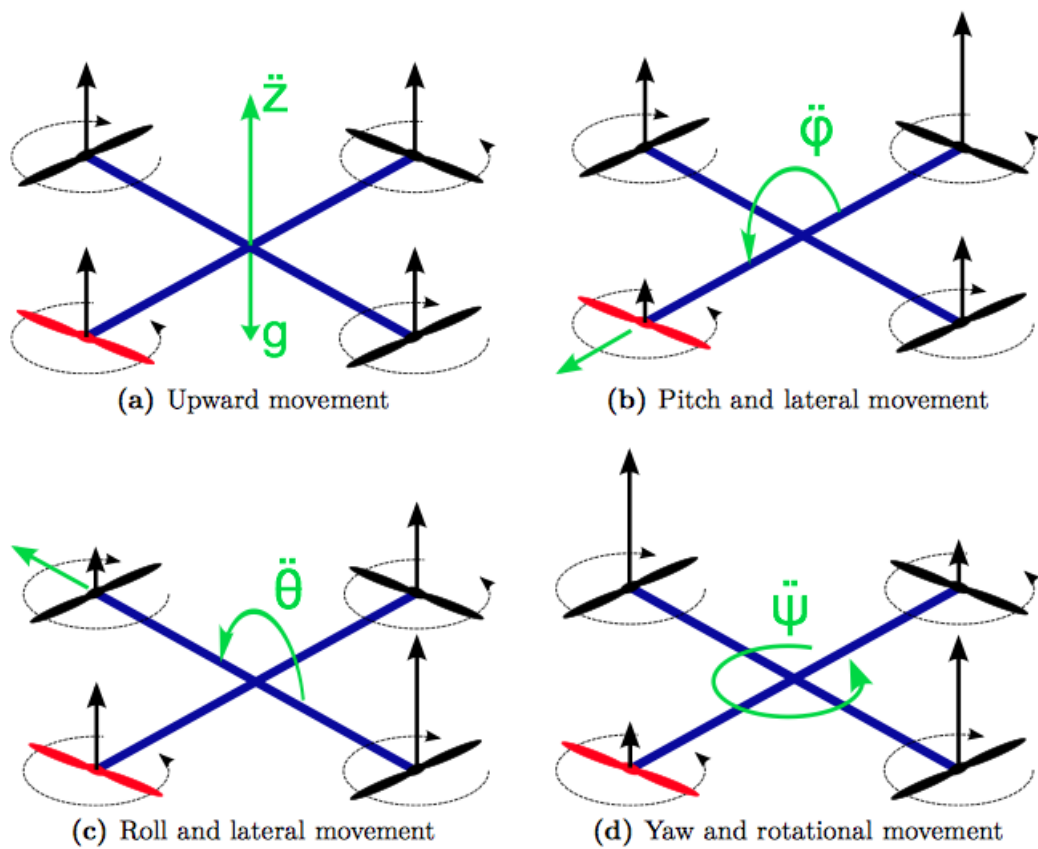 z̈
g
(a) Upward movement
φ̈
(b) Pitch and lateral movement
θ̈
(c) Roll and lateral movement
ψ̈
(d) Yaw and rotational movement